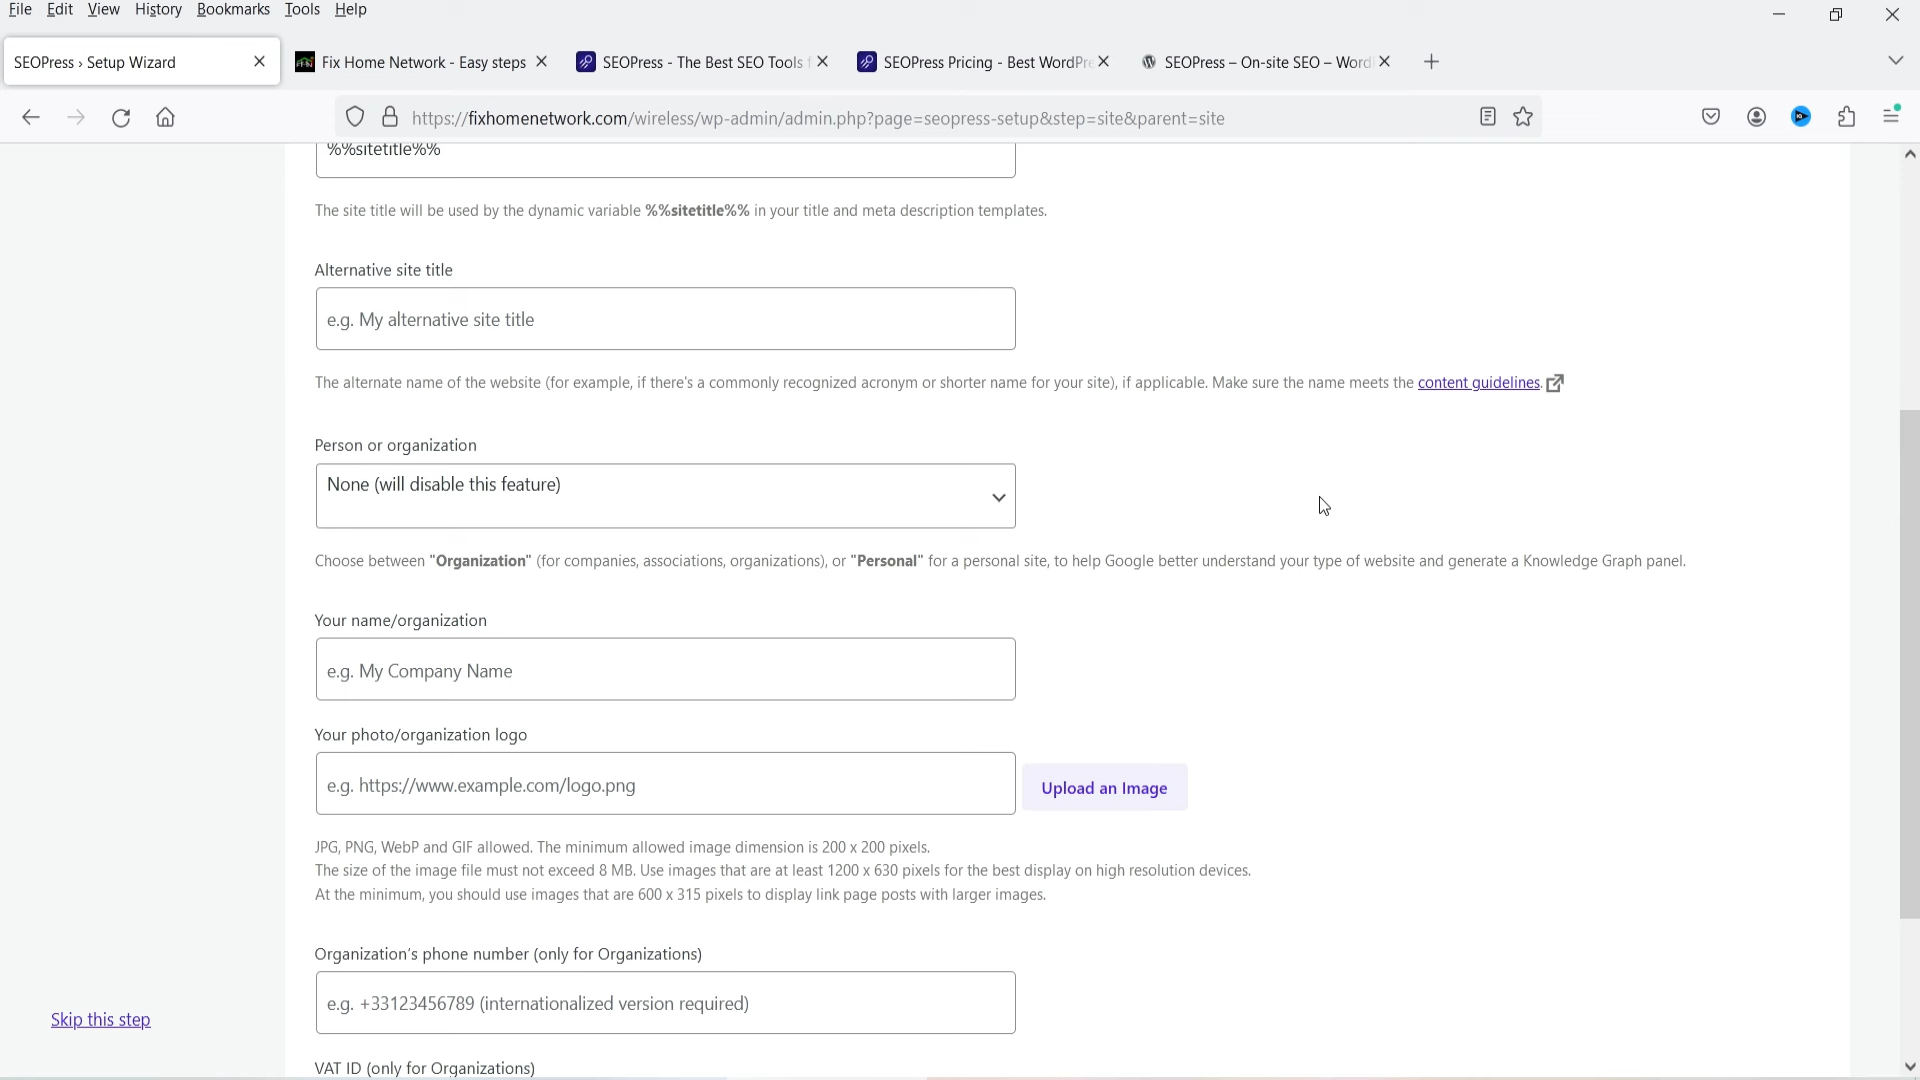 File Edit View History Bookmarks Tools Help
SEOPress › Setup Wizard
Fix Home Network - Easy steps
SEOPress - The Best SEO Tools f
SEOPress Pricing - Best WordPre
SEOPress – On-site SEO – Word
https://fixhomenetwork.com/wireless/wp-admin/admin.php?page=seopress-setup&step=site&parent=site
%%sitetitle%%
The site title will be used by the dynamic variable %%sitetitle%% in your title and meta description templates.
Alternative site title
e.g. My alternative site title
The alternate name of the website (for example, if there's a commonly recognized acronym or shorter name for your site), if applicable. Make sure the name meets the content guidelines.
Person or organization
None (will disable this feature)
Choose between "Organization" (for companies, associations, organizations), or "Personal" for a personal site, to help Google better understand your type of website and generate a Knowledge Graph panel.
Your name/organization
e.g. My Company Name
Your photo/organization logo
e.g. https://www.example.com/logo.png
Upload an Image
JPG, PNG, WebP and GIF allowed. The minimum allowed image dimension is 200 x 200 pixels.
The size of the image file must not exceed 8 MB. Use images that are at least 1200 x 630 pixels for the best display on high resolution devices.
At the minimum, you should use images that are 600 x 315 pixels to display link page posts with larger images.
Organization's phone number (only for Organizations)
e.g. +33123456789 (internationalized version required)
Skip this step
VAT ID (only for Organizations)